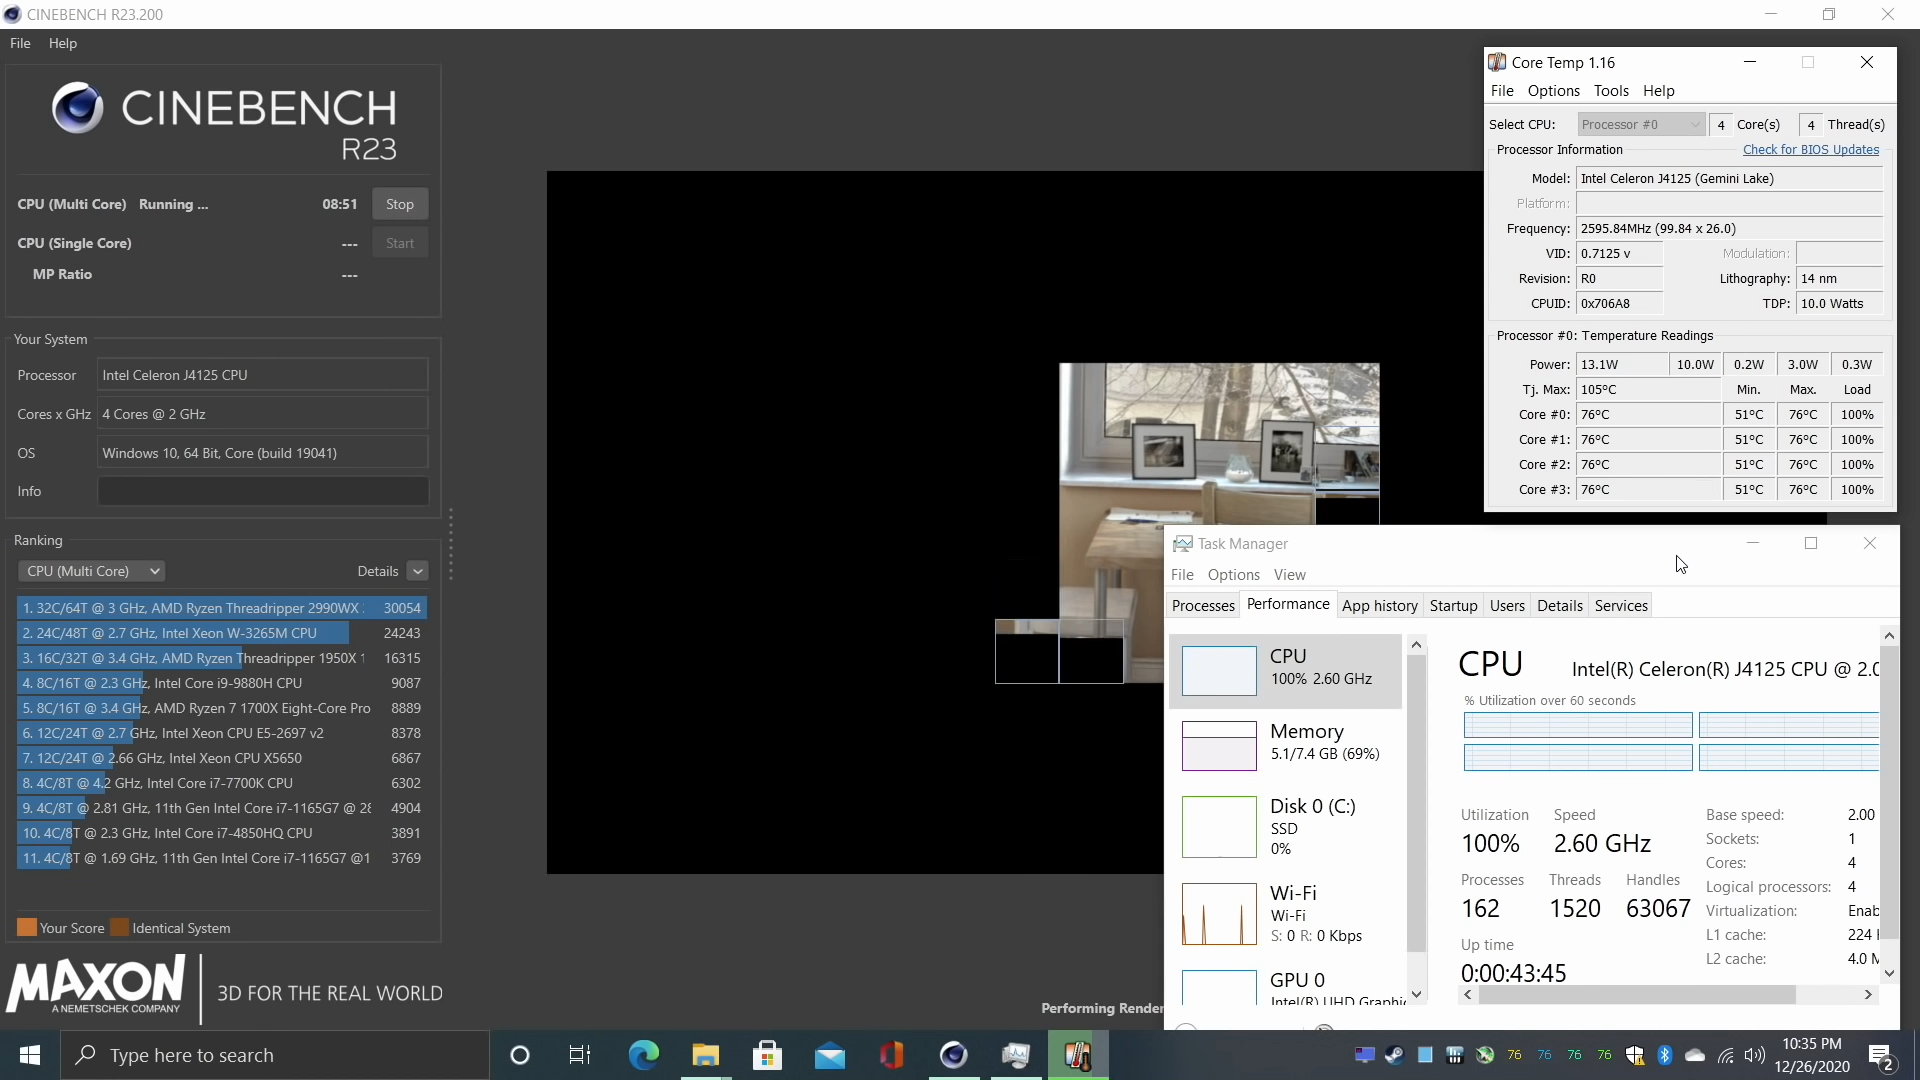 CINEBENCH R23.200
File Help
CINEBENCH
R23
CPU (Multi Core) Running ... 08:51 Stop
CPU (Single Core) --- Start
MP Ratio ---
Your System
Processor Intel Celeron J4125 CPU
Cores x GHz 4 Cores @ 2 GHz
OS Windows 10, 64 Bit, Core (build 19041)
Info
Ranking
CPU (Multi Core) Details
1. 32C/64T @ 3 GHz, AMD Ryzen Threadripper 2990WX 30054
2. 24C/48T @ 2.7 GHz, Intel Xeon W-3265M CPU 24243
3. 16C/32T @ 3.4 GHz, AMD Ryzen Threadripper 1950X 1 16315
4. 8C/16T @ 2.3 GHz, Intel Core i9-9880H CPU 9087
5. 8C/16T @ 3.4 GHz, AMD Ryzen 7 1700X Eight-Core Pro 8889
6. 12C/24T @ 2.7 GHz, Intel Xeon CPU E5-2697 v2 8378
7. 12C/24T @ 2.66 GHz, Intel Xeon CPU X5650 6867
8. 4C/8T @ 4.2 GHz, Intel Core i7-7700K CPU 6302
9. 4C/8T @ 2.81 GHz, 11th Gen Intel Core i7-1165G7 @ 28 4904
10. 4C/8T @ 2.3 GHz, Intel Core i7-4850HQ CPU 3891
11. 4C/8T @ 1.69 GHz, 11th Gen Intel Core i7-1165G7 @1 3769
Your Score Identical System
MAXON
A NEMETSCHEK COMPANY
3D FOR THE REAL WORLD
Performing Render
Core Temp 1.16
File Options Tools Help
Select CPU: Processor #0 4 Core(s) 4 Thread(s)
Processor Information Check for BIOS Updates
Model: Intel Celeron J4125 (Gemini Lake)
Platform:
Frequency: 2595.84MHz (99.84 x 26.0)
VID: 0.7125 v Modulation:
Revision: R0 Lithography: 14 nm
CPUID: 0x706A8 TDP: 10.0 Watts
Processor #0: Temperature Readings
Power: 13.1W 10.0W 0.2W 3.0W 0.3W
Tj. Max: 105°C Min. Max. Load
Core #0: 76°C 51°C 76°C 100%
Core #1: 76°C 51°C 76°C 100%
Core #2: 76°C 51°C 76°C 100%
Core #3: 76°C 51°C 76°C 100%
Task Manager
File Options View
Processes Performance App history Startup Users Details Services
CPU
100% 2.60 GHz
Memory
5.1/7.4 GB (69%)
Disk 0 (C:)
SSD
0%
Wi-Fi
Wi-Fi
S: 0 R: 0 Kbps
GPU 0
Intel(R) UHD Graphic
CPU Intel(R) Celeron(R) J4125 CPU @ 2.0
% Utilization over 60 seconds
Utilization Speed
100% 2.60 GHz
Processes Threads Handles
162 1520 63067
Up time
0:00:43:45
Base speed: 2.00
Sockets: 1
Cores: 4
Logical processors: 4
Virtualization: Enab
L1 cache: 224
L2 cache: 4.0
Type here to search
76 76 76 76
10:35 PM
12/26/2020
2